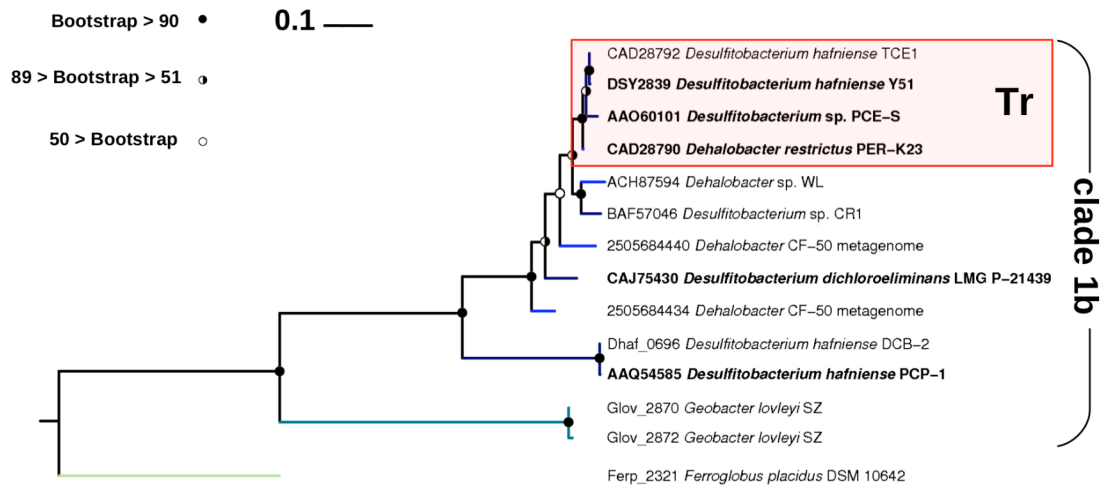 Bootstrap > 90
0.1
89 > Bootstrap > 51
50 > Bootstrap
CAD28792 Desulfitobacterium hafniense TCE1
DSY2839 Desulfitobacterium hafniense Y51
Tr
AAO60101 Desulfitobacterium sp. PCE–S
CAD28790 Dehalobacter restrictus PER–K23
ACH87594 Dehalobacter sp. WL
BAF57046 Desulfitobacterium sp. CR1
2505684440 Dehalobacter CF–50 metagenome
CAJ75430 Desulfitobacterium dichloroeliminans LMG P–21439
2505684434 Dehalobacter CF–50 metagenome
Dhaf_0696 Desulfitobacterium hafniense DCB–2
AAQ54585 Desulfitobacterium hafniense PCP–1
Glov_2870 Geobacter lovleyi SZ
Glov_2872 Geobacter lovleyi SZ
Ferp_2321 Ferroglobus placidus DSM 10642
clade 1b